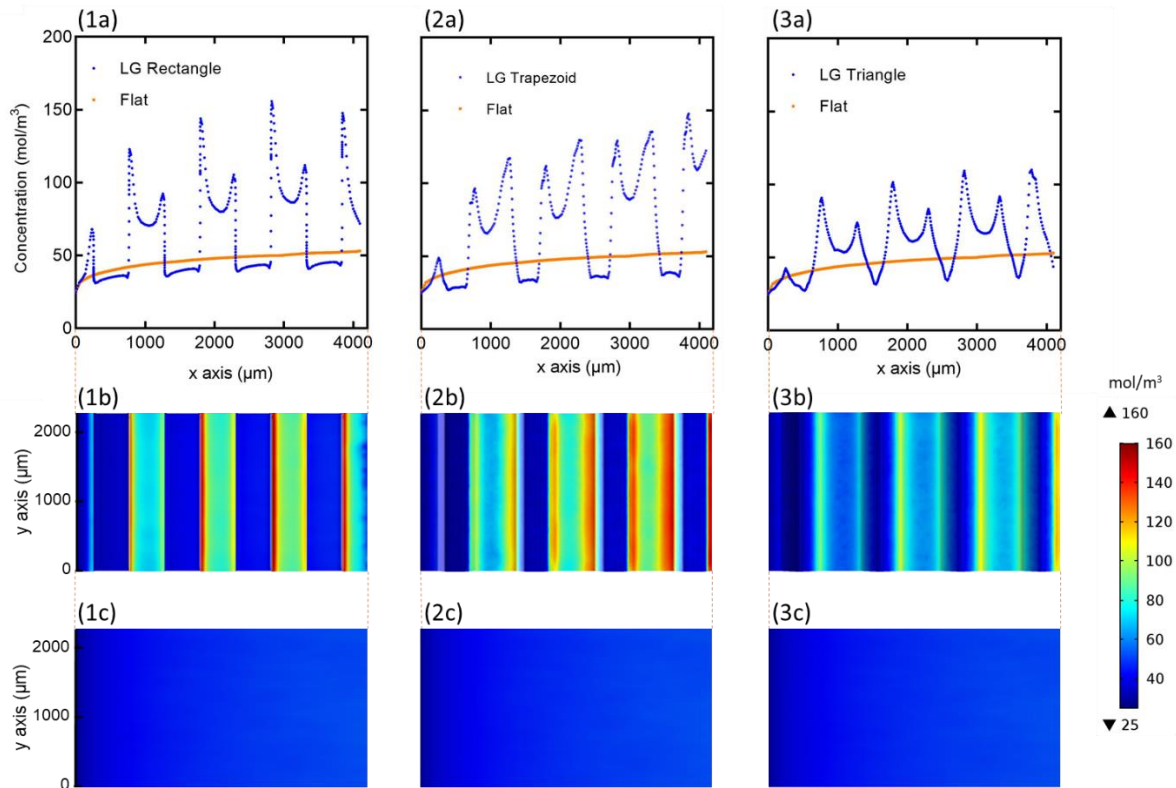 (1a)
(2a)
(3a)
200
150
100
50
0
Concentration (mol/m³)
LG Rectangle
Flat
LG Trapezoid
Flat
LG Triangle
Flat
0 1000 2000 3000 4000
0 1000 2000 3000 4000
0 1000 2000 3000 4000
x axis (µm)
x axis (µm)
x axis (µm)
(1b)
(2b)
(3b)
2000
1000
0
y axis (µm)
mol/m³
▲ 160
160
140
120
100
80
60
40
▼ 25
(1c)
(2c)
(3c)
2000
1000
0
y axis (µm)